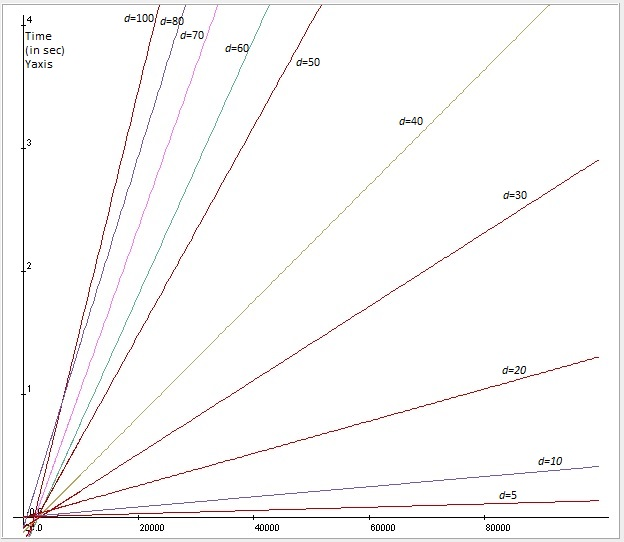 4
d=100
d=80
Time
(in sec)
Yaxis
d=70
d=60
d=50
3
d=40
d=30
2
1
d=20
d=10
d=5
20000
40000
60000
80000